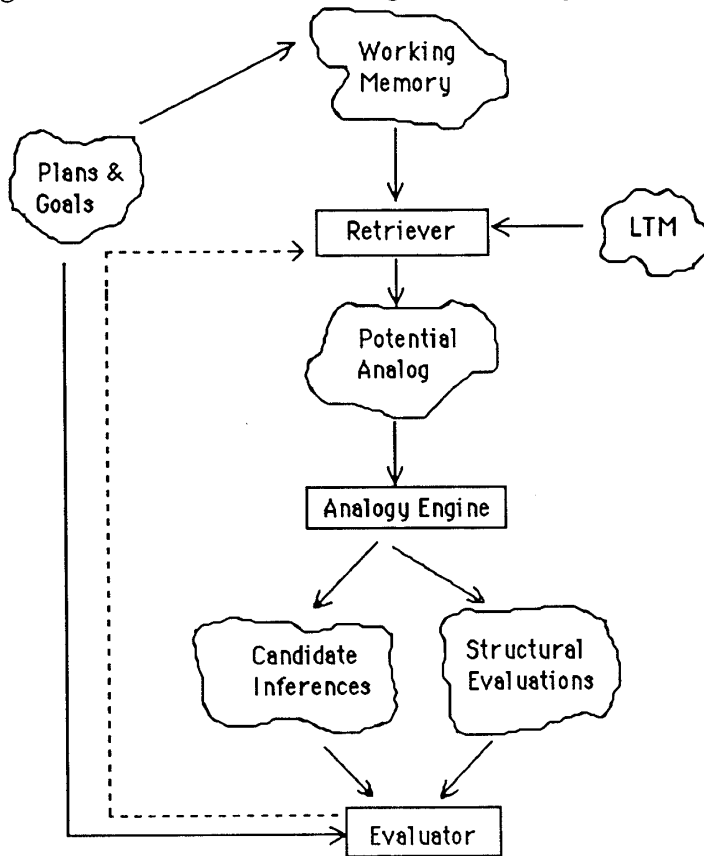 Working
Memory
Plans &
Goals
Retriever
LTM
Potential
Analog
Analogy Engine
Candidate
Inferences
Structural
Evaluations
Evaluator